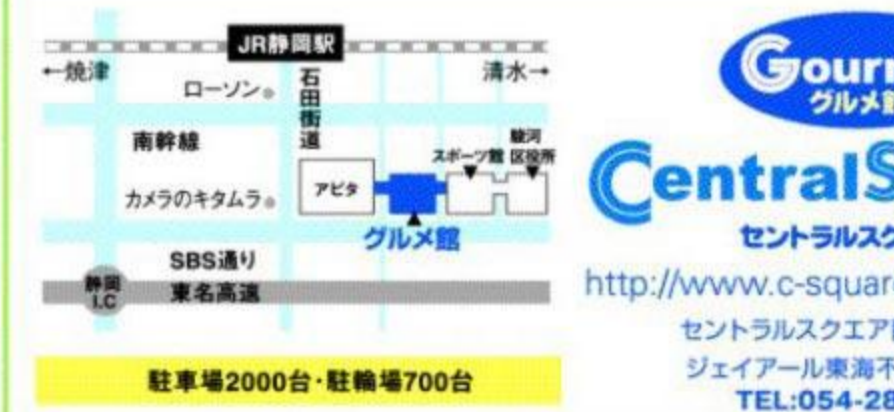 JR静岡駅
←焼津
清水→
ローソン
石田街道
南幹線
スポーツ館
駿河
区役所
アピタ
カメラのキタムラ
グルメ館
SBS通り
静岡
I.C
東名高速
駐車場2000台・駐輪場700台
Gour
グルメ
CentralS
セントラルスク
http://www.c-squar
セントラルスクエア
ジェイアール東海不
TEL:054-28